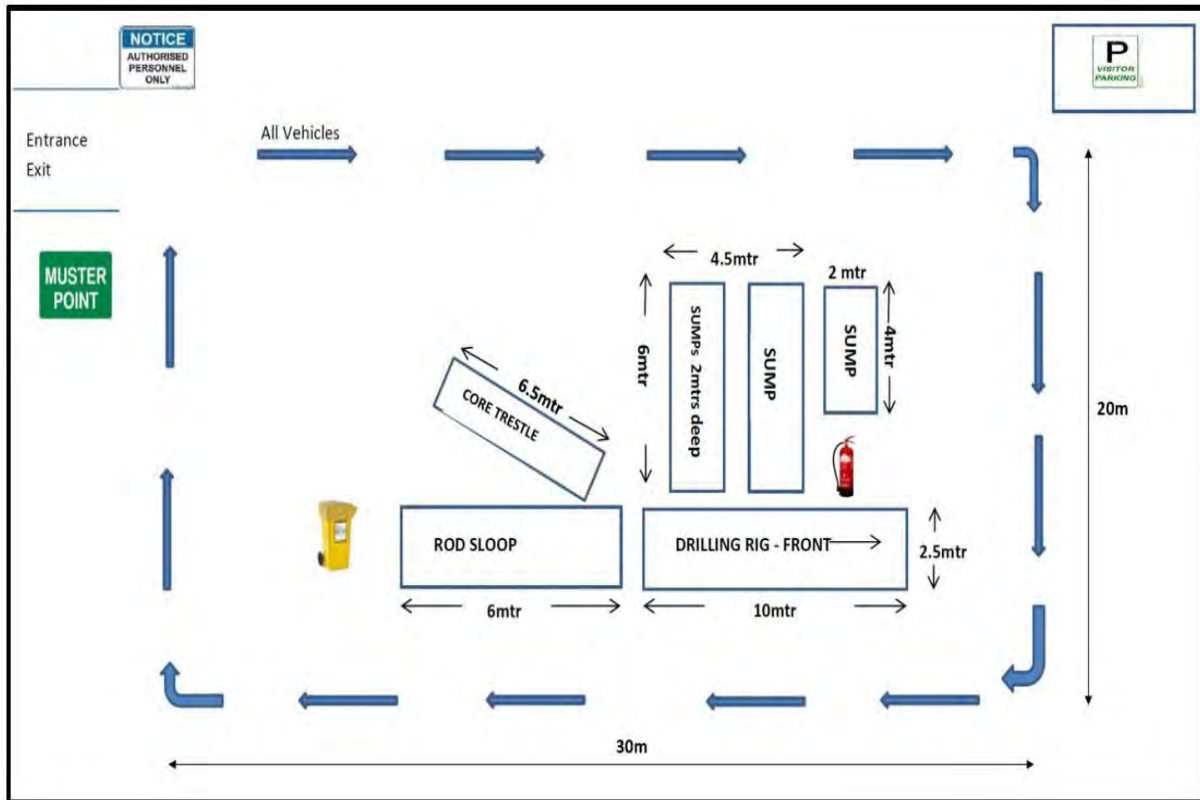 NOTICE
AUTHORISED
PERSONNEL
ONLY
P
VISITOR
PARKING
Entrance
Exit
All Vehicles
MUSTER
POINT
4.5mtr
2 mtr
6mtr
SUMPs 2mtrs deep
SUMP
SUMP
4mtr
6.5mtr
CORE TRESTLE
20m
ROD SLOOP
DRILLING RIG - FRONT
2.5mtr
6mtr
10mtr
30m